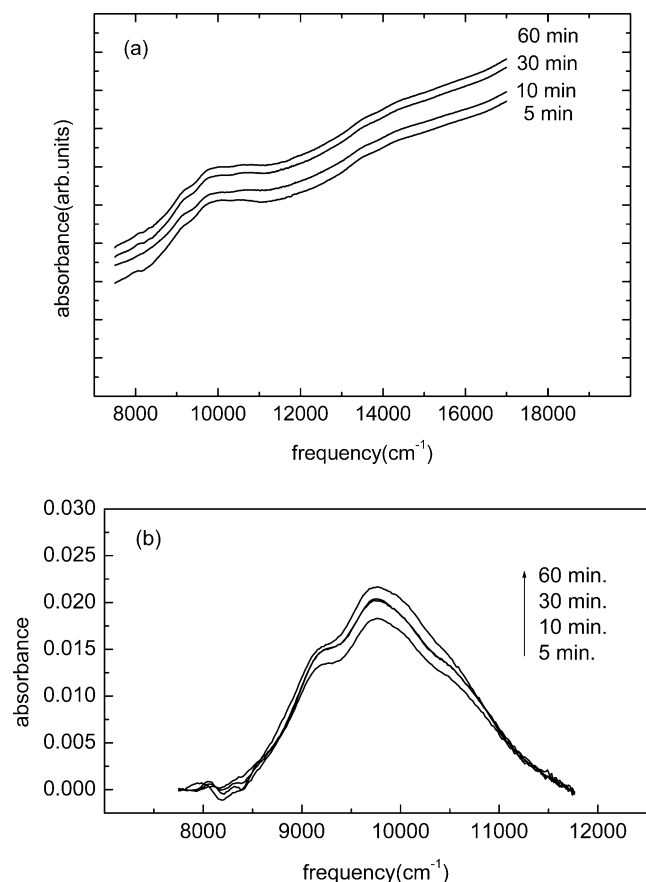 (a)
60 min
30 min
10 min
5 min
absorbance(arb.units)
8000 10000 12000 14000 16000 18000
frequency(cm⁻¹)
(b)
0.030
0.025
0.020
0.015
0.010
0.005
0.000
absorbance
60 min.
30 min.
10 min.
5 min.
8000 9000 10000 11000 12000
frequency(cm⁻¹)